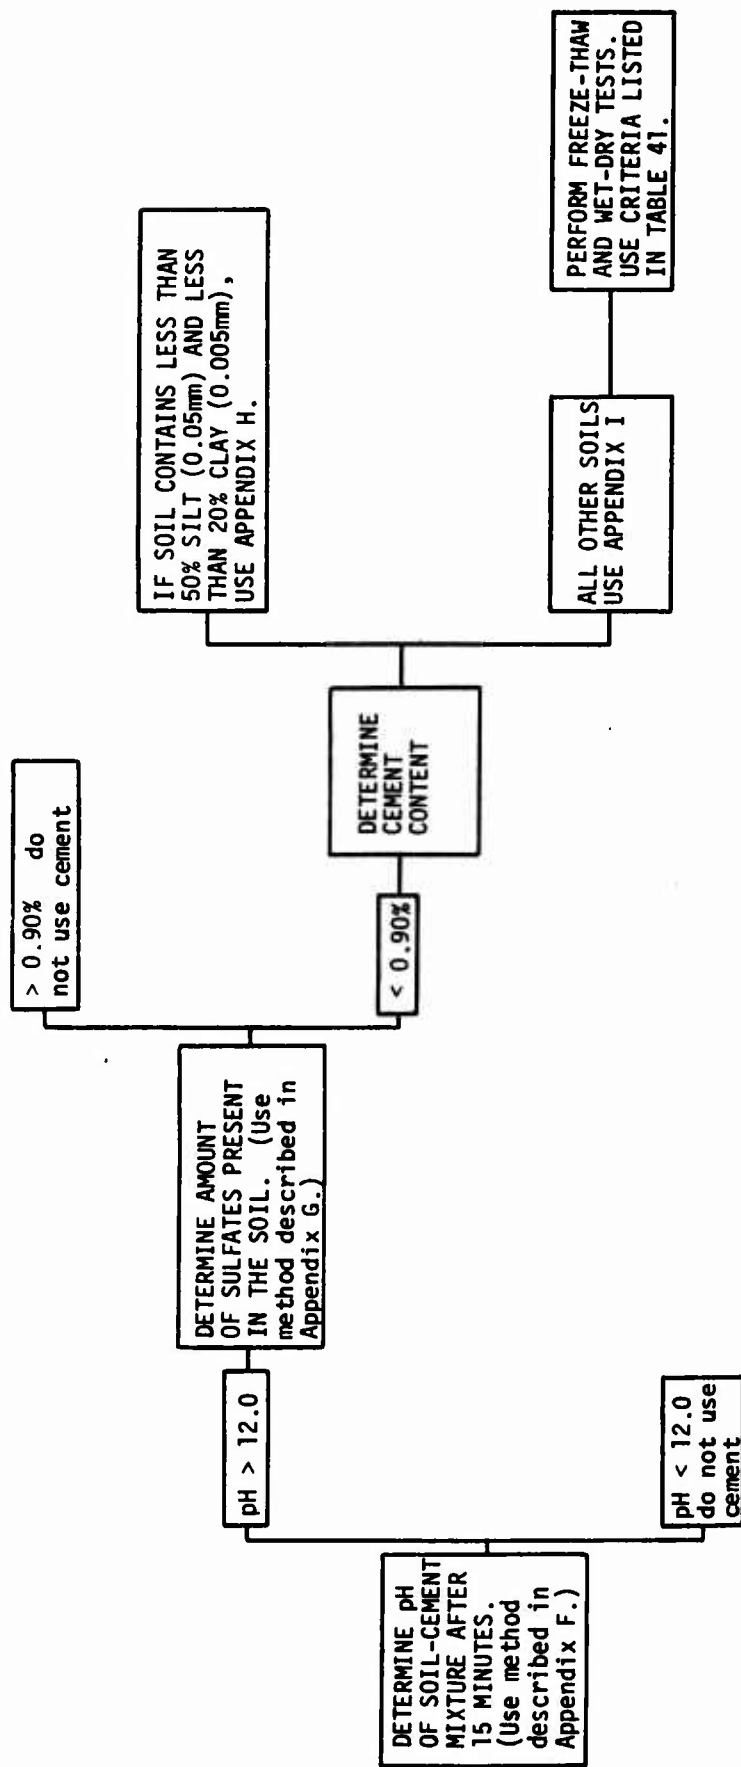 DETERMINE pH
OF SOIL-CEMENT
MIXTURE AFTER
15 MINUTES.
(Use method
described in
Appendix F.)
pH > 12.0
pH < 12.0
do not use
cement
DETERMINE AMOUNT
OF SULFATES PRESENT
IN THE SOIL. (Use
method described in
Appendix G.)
> 0.90% do
not use cement
< 0.90%
DETERMINE
CEMENT
CONTENT
IF SOIL CONTAINS LESS THAN
50% SILT (0.05mm) AND LESS
THAN 20% CLAY (0.005mm),
USE APPENDIX H.
ALL OTHER SOILS
USE APPENDIX I
PERFORM FREEZE-THAW
AND WET-DRY TESTS.
USE CRITERIA LISTED
IN TABLE 41.